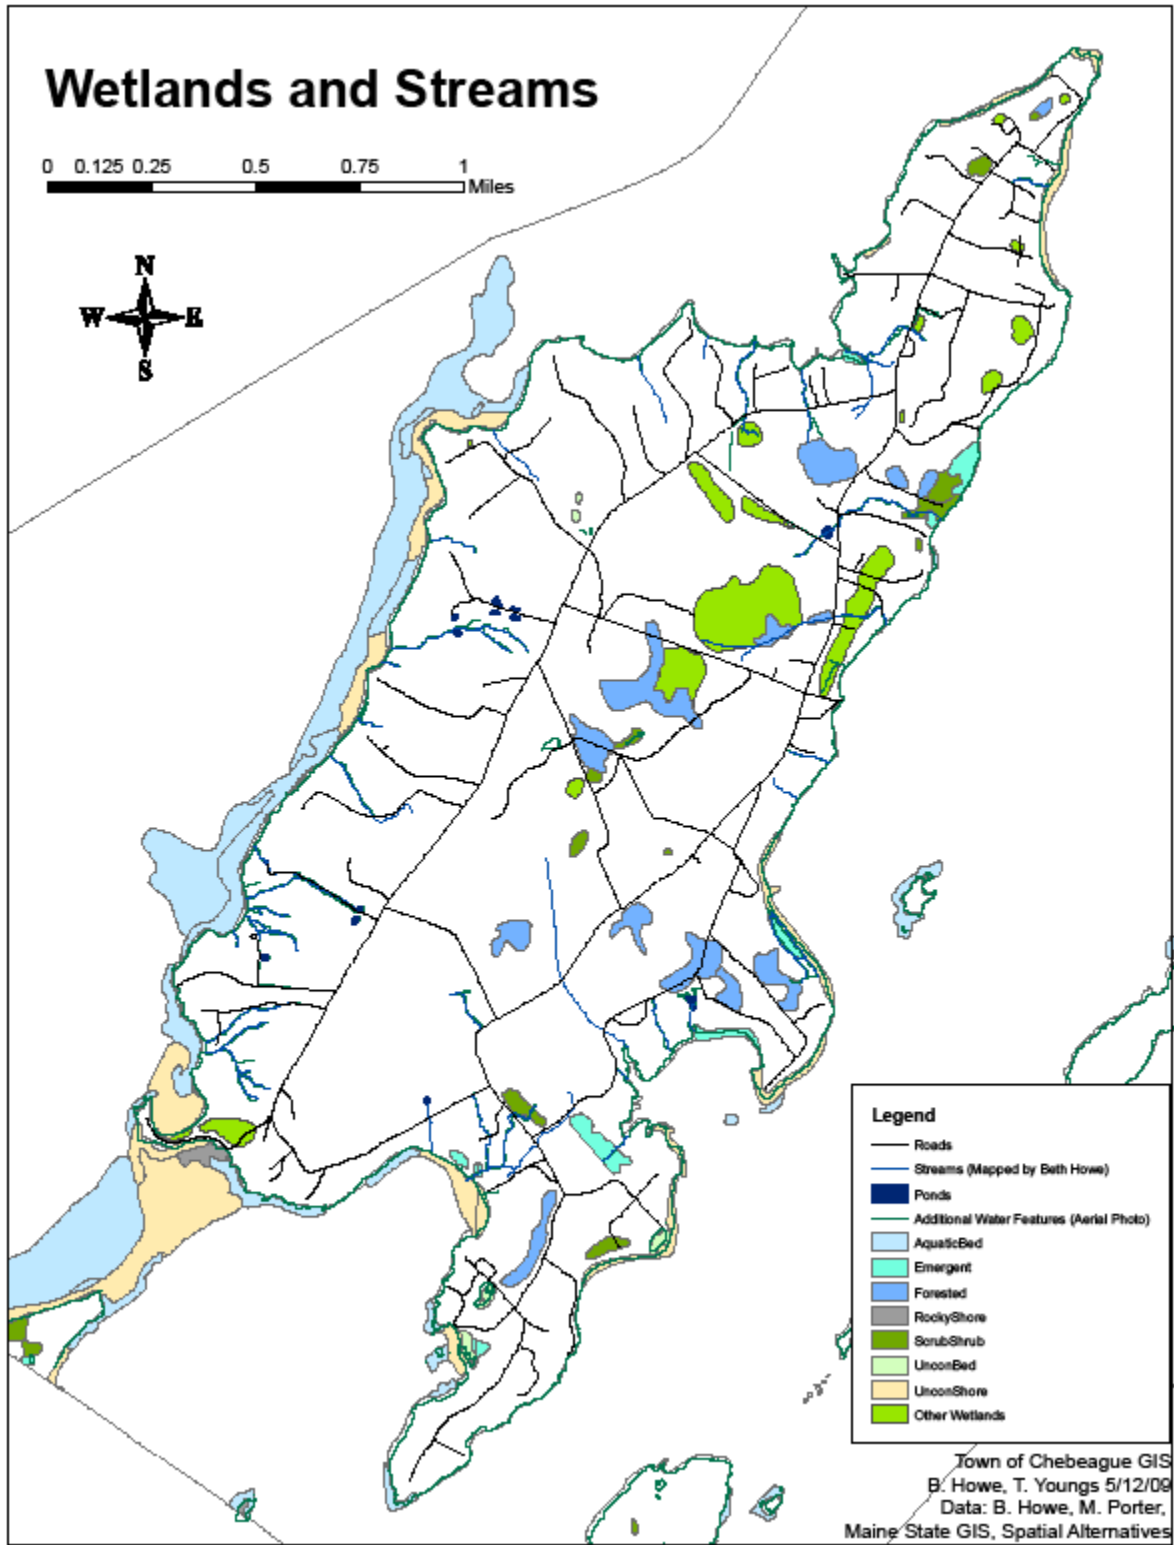 Wetlands and Streams
0 0.125 0.25 0.5 0.75 1
Miles
N
W E
S
Legend
Roads
Streams (Mapped by Beth Howe)
Ponds
Additional Water Features (Aerial Photo)
AquaticBed
Emergent
Forested
RockyShore
ScrubShrub
UnconBed
UnconShore
Other Wetlands
Town of Chebeague GIS
B. Howe, T. Youngs 5/12/09
Data: B. Howe, M. Porter,
Maine State GIS, Spatial Alternatives